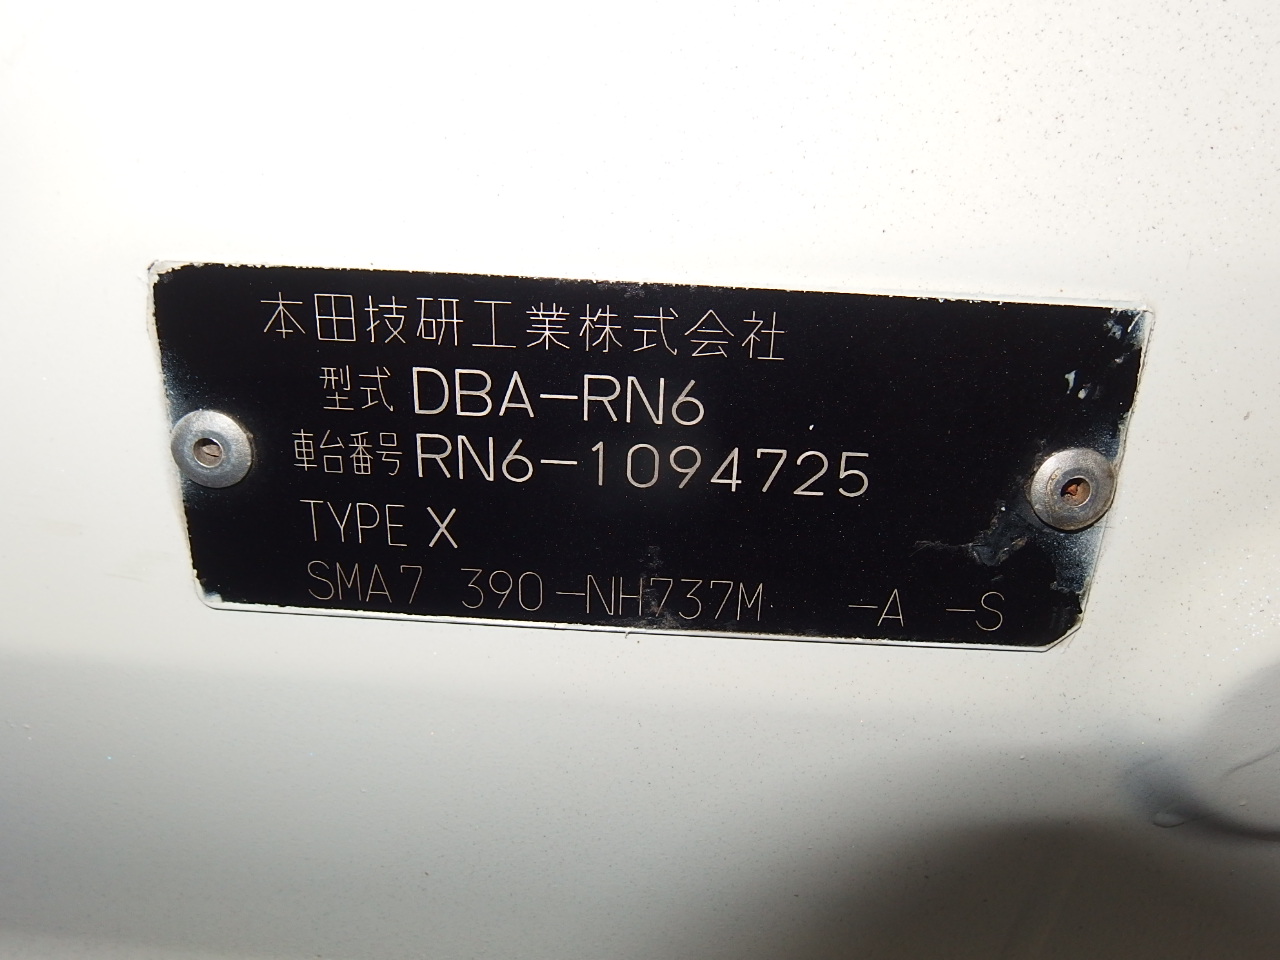 本田技研工業株式会社
型式 DBA-RN6
車台番号 RN6-1094725
TYPE X
SMA7 390-NH737M -A -S